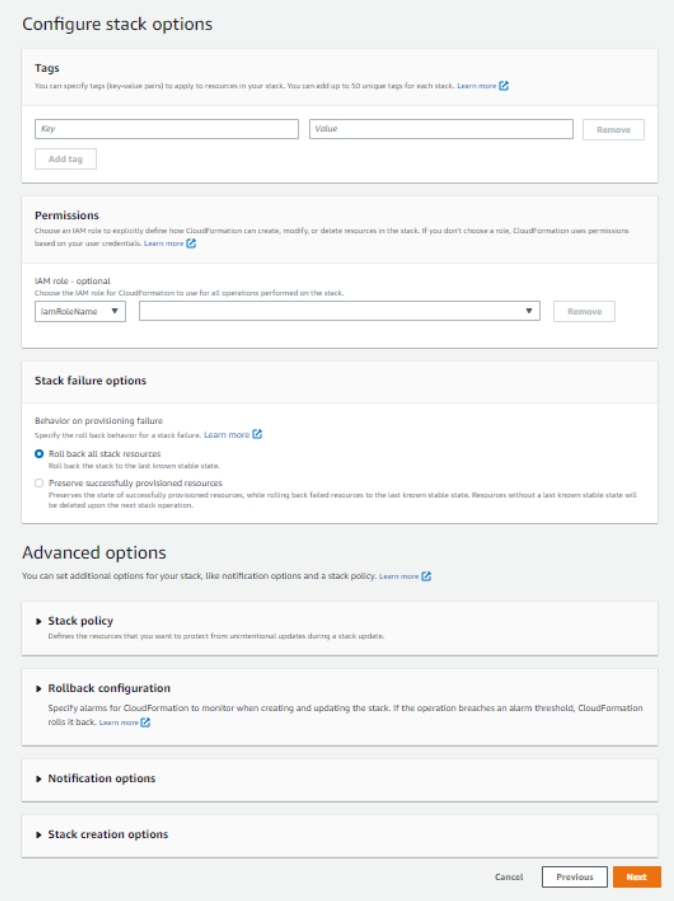 Configure stack options
Tags
You can specify tags (key-value pairs) to apply to resources in your stack. You can add up to 50 unique tags for each stack. Learn more
Key
Value
Remove
Add tag
Permissions
Choose an IAM role to explicitly define how CloudFormation can create, modify, or delete resources in the stack. If you don't choose a role, CloudFormation uses permissions
based on your user credentials. Learn more
IAM role - optional
Choose the IAM role for CloudFormation to use for all operations performed on the stack.
IamRoleName
Remove
Stack failure options
Behavior on provisioning failure
Specify the roll back behavior for a stack failure. Learn more
Roll back all stack resources
Roll back the stack to the last known stable state.
Preserve successfully provisioned resources
Preserves the state of successfully provisioned resources, while rolling back failed resources to the last known stable state. Resources without a last known stable state will
be deleted upon the next stack operation.
Advanced options
You can set additional options for your stack, like notification options and a stack policy. Learn more
Stack policy
Defines the resources that you want to protect from unintentional updates during a stack update.
Rollback configuration
Specify alarms for CloudFormation to monitor when creating and updating the stack. If the operation breaches an alarm threshold, CloudFormation
rolls it back. Learn more
Notification options
Stack creation options
Cancel
Previous
Next